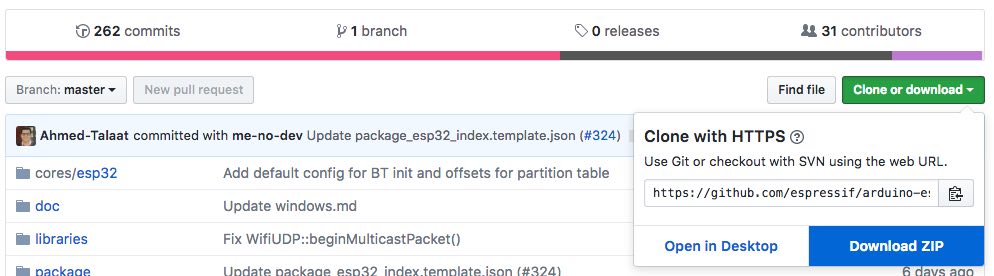 262 commits 1 branch 0 releases 31 contributors
Branch: master New pull request Find file Clone or download
Ahmed-Talaat committed with me-no-dev Update package_esp32_index.template.json (#324)
cores/esp32 Add default config for BT init and offsets for partition table
doc Update windows.md
libraries Fix WifiUDP::beginMulticastPacket()
package Update package_esp32_index.template.json (#324) 6 days ago
Clone with HTTPS ?
Use Git or checkout with SVN using the web URL.
https://github.com/espressif/arduino-es
Open in Desktop Download ZIP